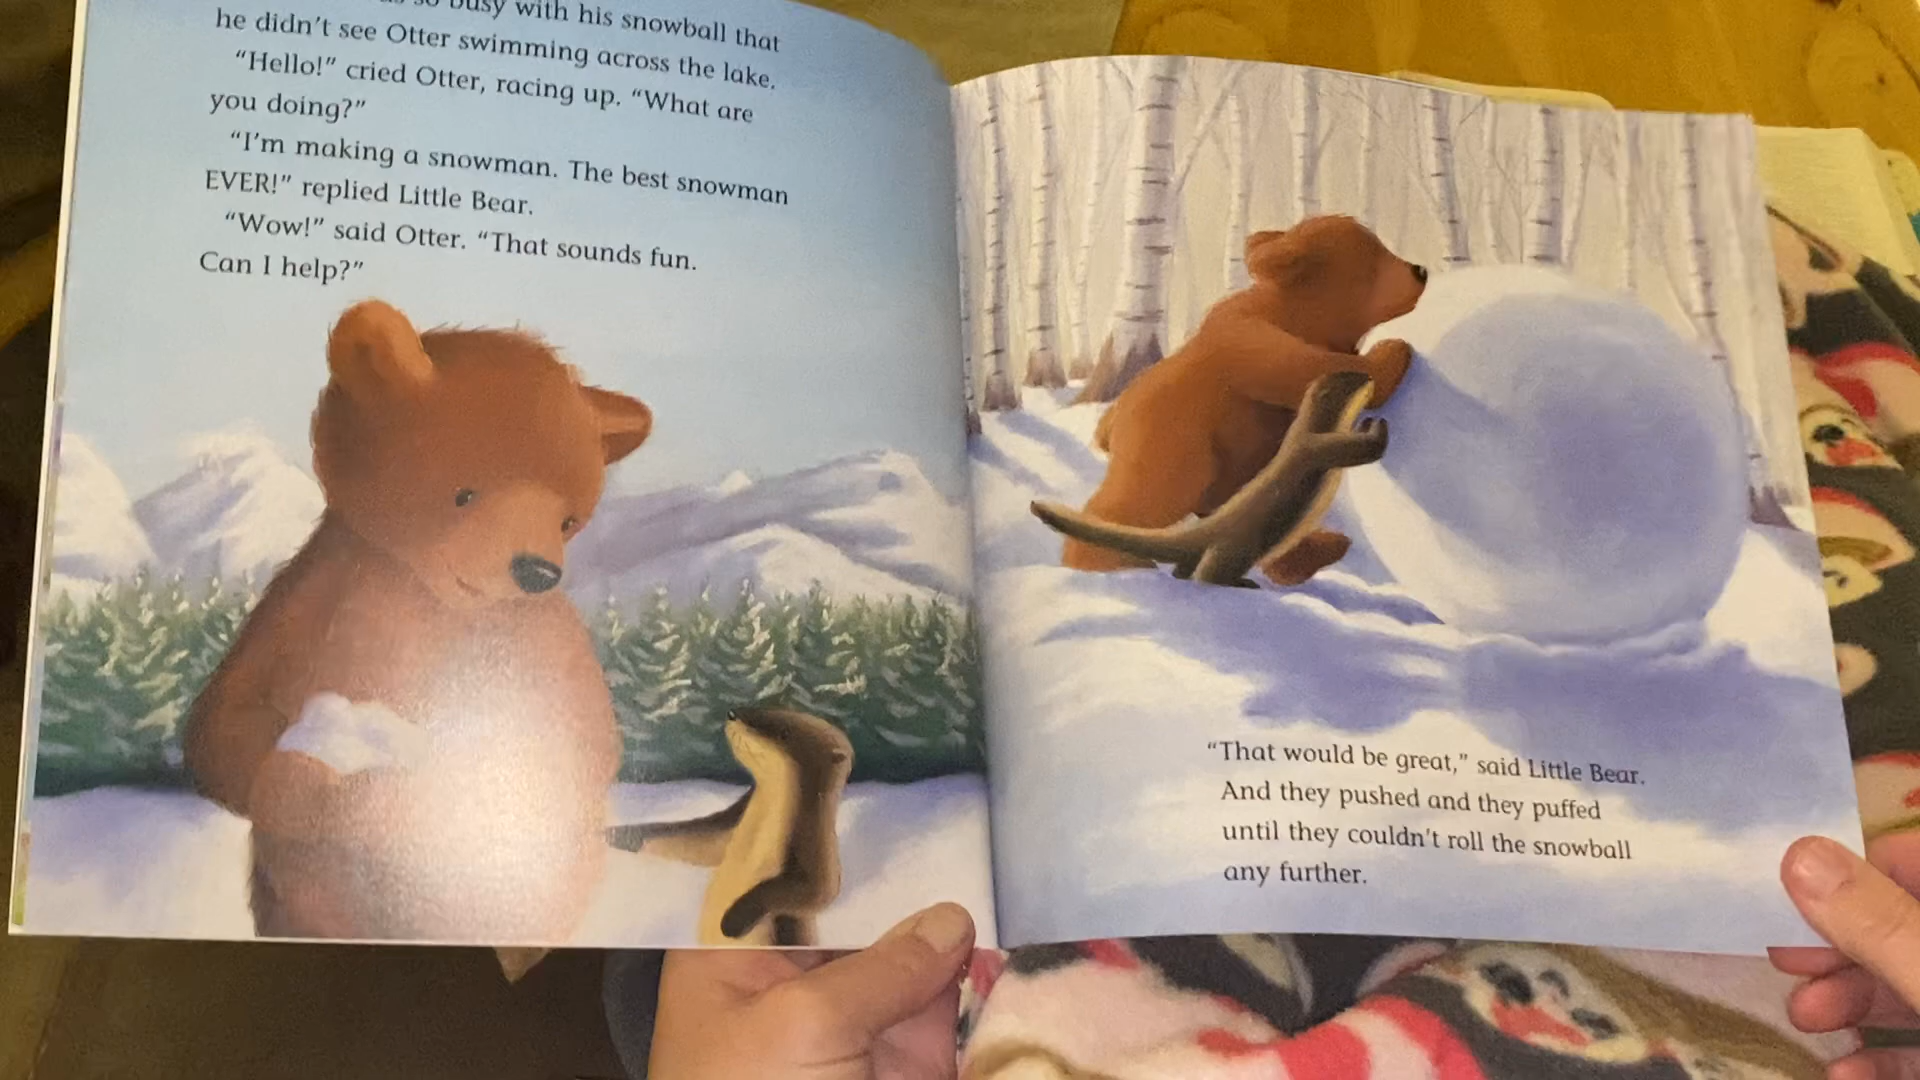 so busy with his snowball that
he didn't see Otter swimming across the lake.
“Hello!” cried Otter, racing up. “What are
you doing?”
“I'm making a snowman. The best snowman
EVER!” replied Little Bear.
“Wow!” said Otter. “That sounds fun.
Can I help?”
“That would be great,” said Little Bear.
And they pushed and they puffed
until they couldn't roll the snowball
any further.